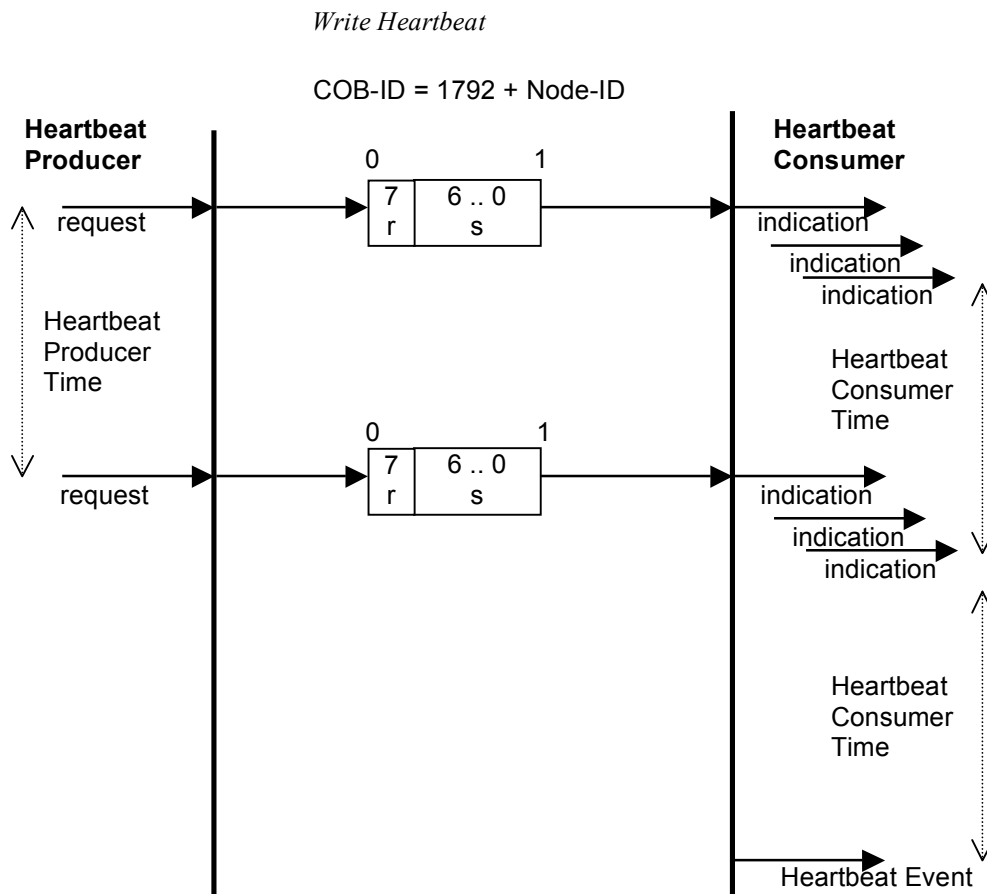 Write Heartbeat
COB-ID = 1792 + Node-ID
Heartbeat
Producer
Heartbeat
Consumer
0 1
7 6 .. 0
r s
request
indication
indication
indication
Heartbeat
Producer
Time
Heartbeat
Consumer
Time
0 1
7 6 .. 0
r s
request
indication
indication
indication
Heartbeat
Consumer
Time
Heartbeat Event